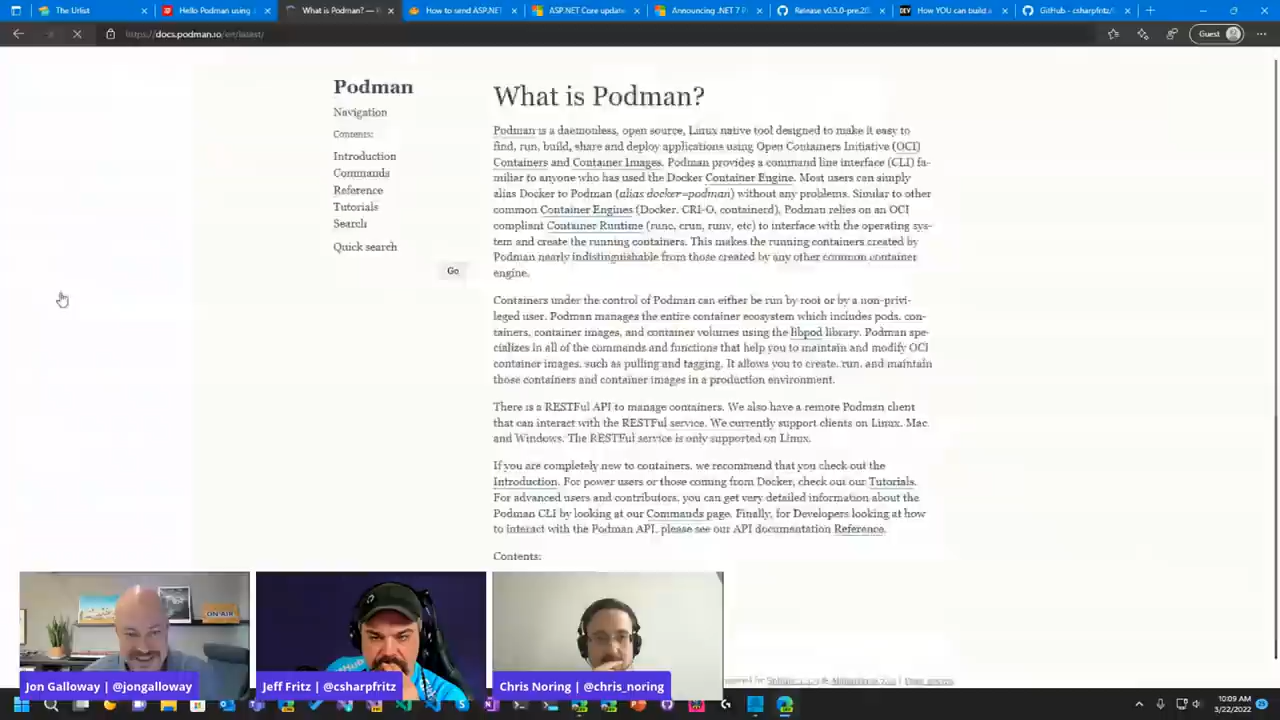 The Urlist
Hello Podman using
What is Podman? —
How to send ASP.NET
ASP.NET Core update
Announcing .NET 7 P
Release v0.5.0-pre.2
How YOU can build a
GitHub - csharpfritz/
https://docs.podman.io/en/latest/
Guest
Podman
Navigation
Contents:
Introduction
Commands
Reference
Tutorials
Search
Quick search
Go
What is Podman?
Podman is a daemonless, open source, Linux native tool designed to make it easy to
find, run, build, share and deploy applications using Open Containers Initiative (OCI)
Containers and Container Images. Podman provides a command line interface (CLI) fa-
miliar to anyone who has used the Docker Container Engine. Most users can simply
alias Docker to Podman (alias docker=podman) without any problems. Similar to other
common Container Engines (Docker, CRI-O, containerd), Podman relies on an OCI
compliant Container Runtime (runc, crun, runv, etc) to interface with the operating sys-
tem and create the running containers. This makes the running containers created by
Podman nearly indistinguishable from those created by any other common container
engine.
Containers under the control of Podman can either be run by root or by a non-privi-
leged user. Podman manages the entire container ecosystem which includes pods, con-
tainers, container images, and container volumes using the libpod library. Podman spe-
cializes in all of the commands and functions that help you to maintain and modify OCI
container images, such as pulling and tagging. It allows you to create, run, and maintain
those containers and container images in a production environment.
There is a RESTFul API to manage containers. We also have a remote Podman client
that can interact with the RESTFul service. We currently support clients on Linux, Mac,
and Windows. The RESTFul service is only supported on Linux.
If you are completely new to containers, we recommend that you check out the
Introduction. For power users or those coming from Docker, check out our Tutorials.
For advanced users and contributors, you can get very detailed information about the
Podman CLI by looking at our Commands page. Finally, for Developers looking at how
to interact with the Podman API, please see our API documentation Reference.
Contents:
ON AIR
Jon Galloway | @jongalloway
Jeff Fritz | @csharpfritz
Chris Noring | @chris_noring
10:09 AM
3/22/2022